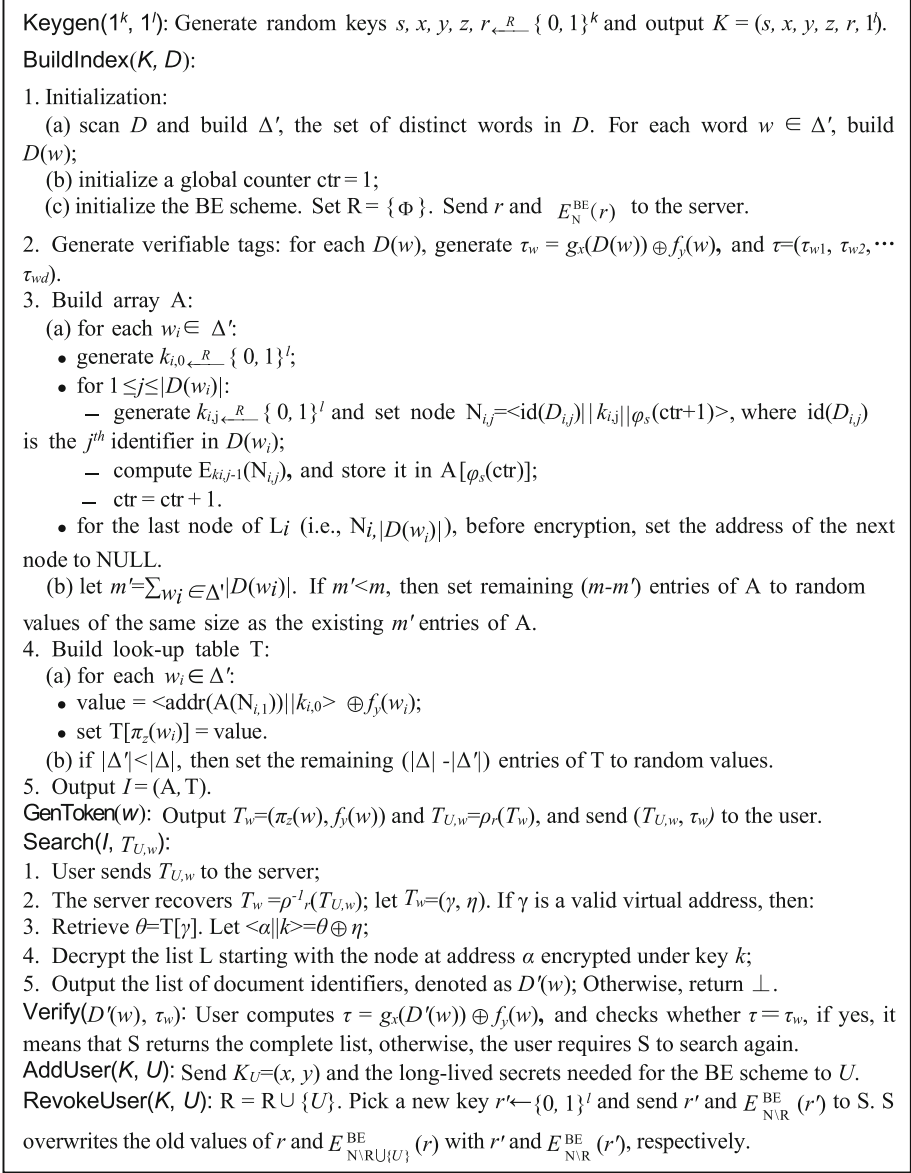 Keygen(1ᵏ, 1ˡ): Generate random keys s, x, y, z, r ←ᴿ {0, 1}ᵏ and output K = (s, x, y, z, r, 1ˡ).
BuildIndex(K, D):
1. Initialization:
(a) scan D and build Δ′, the set of distinct words in D. For each word w ∈ Δ′, build
D(w);
(b) initialize a global counter ctr = 1;
(c) initialize the BE scheme. Set R = {Φ}. Send r and E_N^BE(r) to the server.
2. Generate verifiable tags: for each D(w), generate τ_w = g_x(D(w)) ⊕ f_y(w), and τ=(τ_w1, τ_w2,⋯
τ_wd).
3. Build array A:
(a) for each w_i ∈ Δ′:
• generate k_i,0 ←ᴿ {0, 1}ˡ;
• for 1≤j≤|D(w_i)|:
– generate k_i,j ←ᴿ {0, 1}ˡ and set node N_i,j=<id(D_i,j)||k_i,j||φ_s(ctr+1)>, where id(D_i,j)
is the jᵗʰ identifier in D(w_i);
– compute E_ki,j-1(N_i,j), and store it in A[φ_s(ctr)];
– ctr = ctr + 1.
• for the last node of L_i (i.e., N_i,|D(w_i)|), before encryption, set the address of the next
node to NULL.
(b) let m′=∑_{w_i∈Δ′}|D(w_i)|. If m′<m, then set remaining (m-m′) entries of A to random
values of the same size as the existing m′ entries of A.
4. Build look-up table T:
(a) for each w_i ∈ Δ′:
• value = <addr(A(N_i,1))||k_i,0> ⊕ f_y(w_i);
• set T[π_z(w_i)] = value.
(b) if |Δ′|<|Δ|, then set the remaining (|Δ| -|Δ′|) entries of T to random values.
5. Output I = (A, T).
GenToken(w): Output T_w=(π_z(w), f_y(w)) and T_U,w=ρ_r(T_w), and send (T_U,w, τ_w) to the user.
Search(I, T_U,w):
1. User sends T_U,w to the server;
2. The server recovers T_w =ρ⁻¹_r(T_U,w); let T_w=(γ, η). If γ is a valid virtual address, then:
3. Retrieve θ=T[γ]. Let <α||k>=θ⊕η;
4. Decrypt the list L starting with the node at address α encrypted under key k;
5. Output the list of document identifiers, denoted as D′(w); Otherwise, return ⊥.
Verify(D′(w), τ_w): User computes τ = g_x(D′(w)) ⊕ f_y(w), and checks whether τ = τ_w, if yes, it
means that S returns the complete list, otherwise, the user requires S to search again.
AddUser(K, U): Send K_U=(x, y) and the long-lived secrets needed for the BE scheme to U.
RevokeUser(K, U): R = R∪{U}. Pick a new key r′←{0, 1}ˡ and send r′ and E_{N\R}^BE (r′) to S. S
overwrites the old values of r and E_{N\R∪{U}}^BE (r) with r′ and E_{N\R}^BE (r′), respectively.